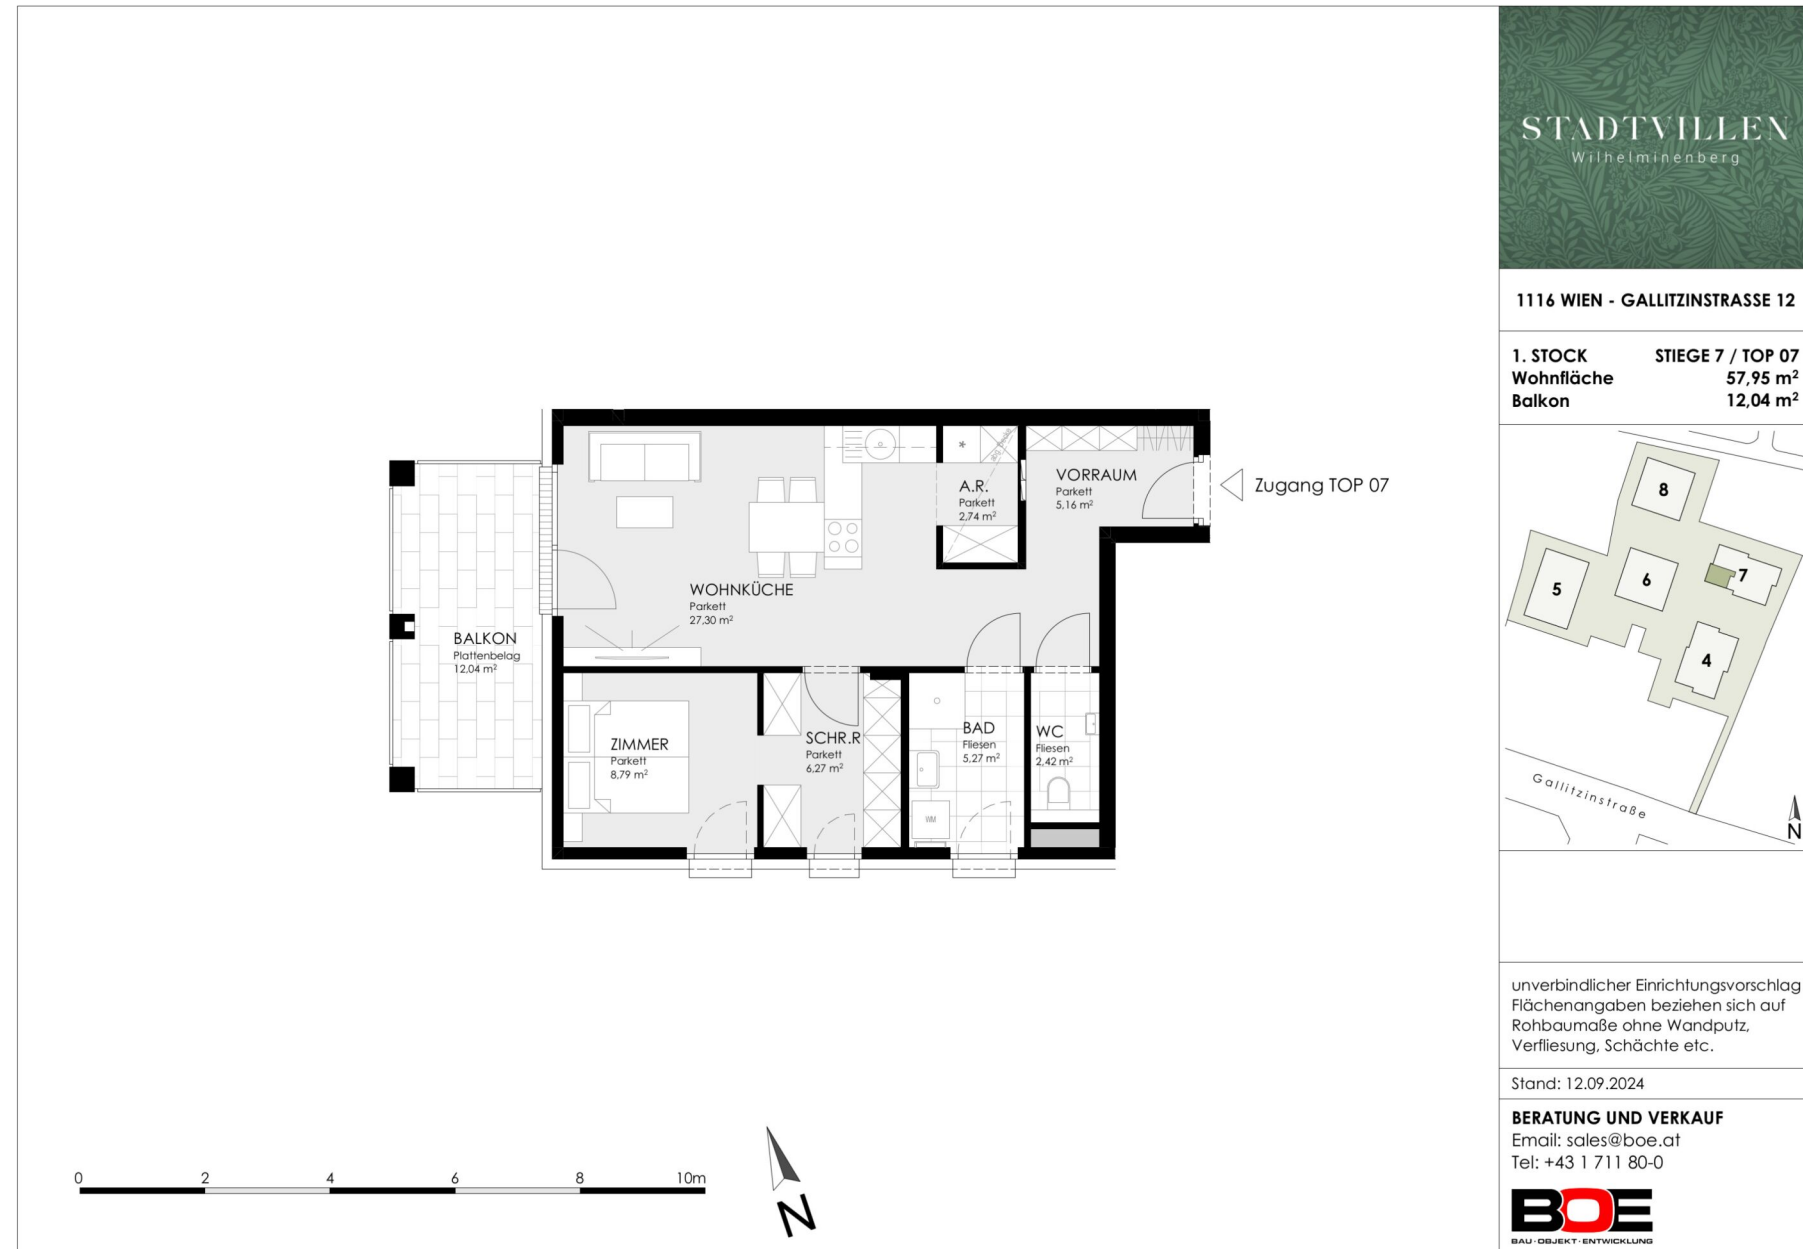 STADTVILLEN
Wilhelminenberg
1116 WIEN - GALLITZINSTRASSE 12
1. STOCK STIEGE 7 / TOP 07
Wohnfläche 57,95 m²
Balkon 12,04 m²
8
7
6
5
4
Gallitzinstraße
N
VORRAUM
Parkett
5,16 m²
Zugang TOP 07
A.R.
Parkett
2,74 m²
*
abg. Decke
WOHNKÜCHE
Parkett
27,30 m²
BALKON
Plattenbelag
12,04 m²
ZIMMER
Parkett
8,79 m²
SCHR.R
Parkett
6,27 m²
BAD
Fliesen
5,27 m²
WC
Fliesen
2,42 m²
WM
unverbindlicher Einrichtungsvorschlag
Flächenangaben beziehen sich auf
Rohbaumaße ohne Wandputz,
Verfliesung, Schächte etc.
Stand: 12.09.2024
BERATUNG UND VERKAUF
Email: sales@boe.at
Tel: +43 1 711 80-0
BOE
BAU·OBJEKT·ENTWICKLUNG
0 2 4 6 8 10m
N